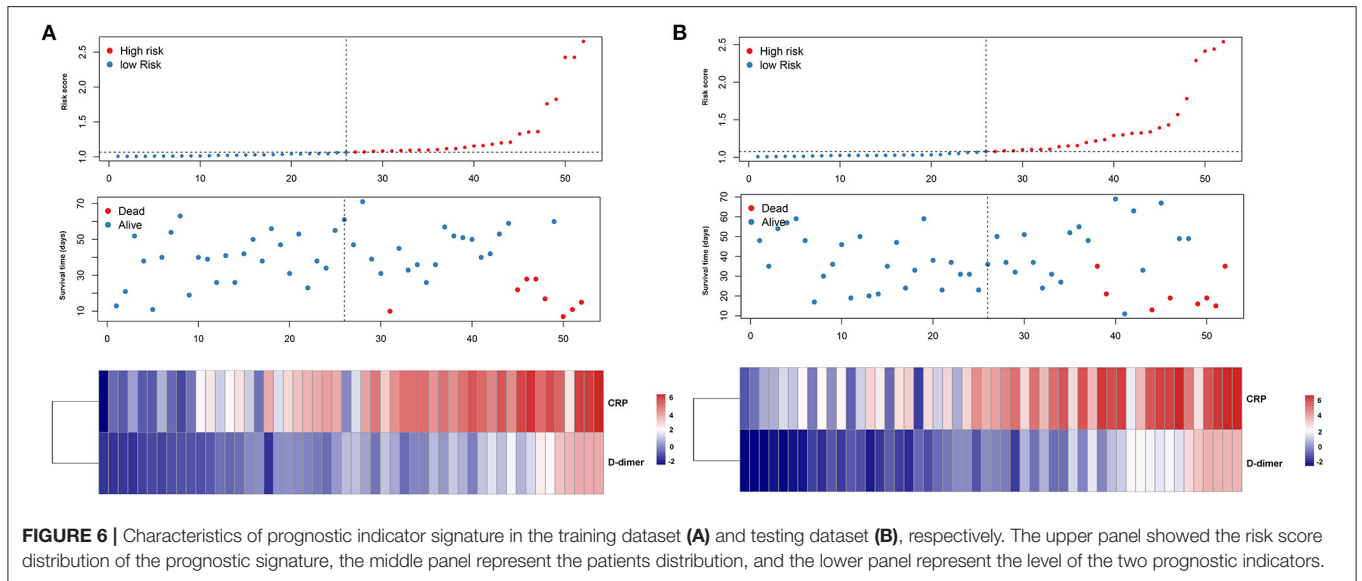 A
Risk score
2.5
2.0
1.5
1.0
High risk
low Risk
0 10 20 30 40 50
Survival time (days)
70
50
30
10
Dead
Alive
0 10 20 30 40 50
CRP
D-dimer
6
4
2
0
-2
B
Risk score
2.5
2.0
1.5
1.0
High risk
low Risk
0 10 20 30 40 50
Survival time (days)
70
60
50
40
30
20
10
Dead
Alive
0 10 20 30 40 50
CRP
D-dimer
6
4
2
0
-2
FIGURE 6 | Characteristics of prognostic indicator signature in the training dataset (A) and testing dataset (B), respectively. The upper panel showed the risk score
distribution of the prognostic signature, the middle panel represent the patients distribution, and the lower panel represent the level of the two prognostic indicators.